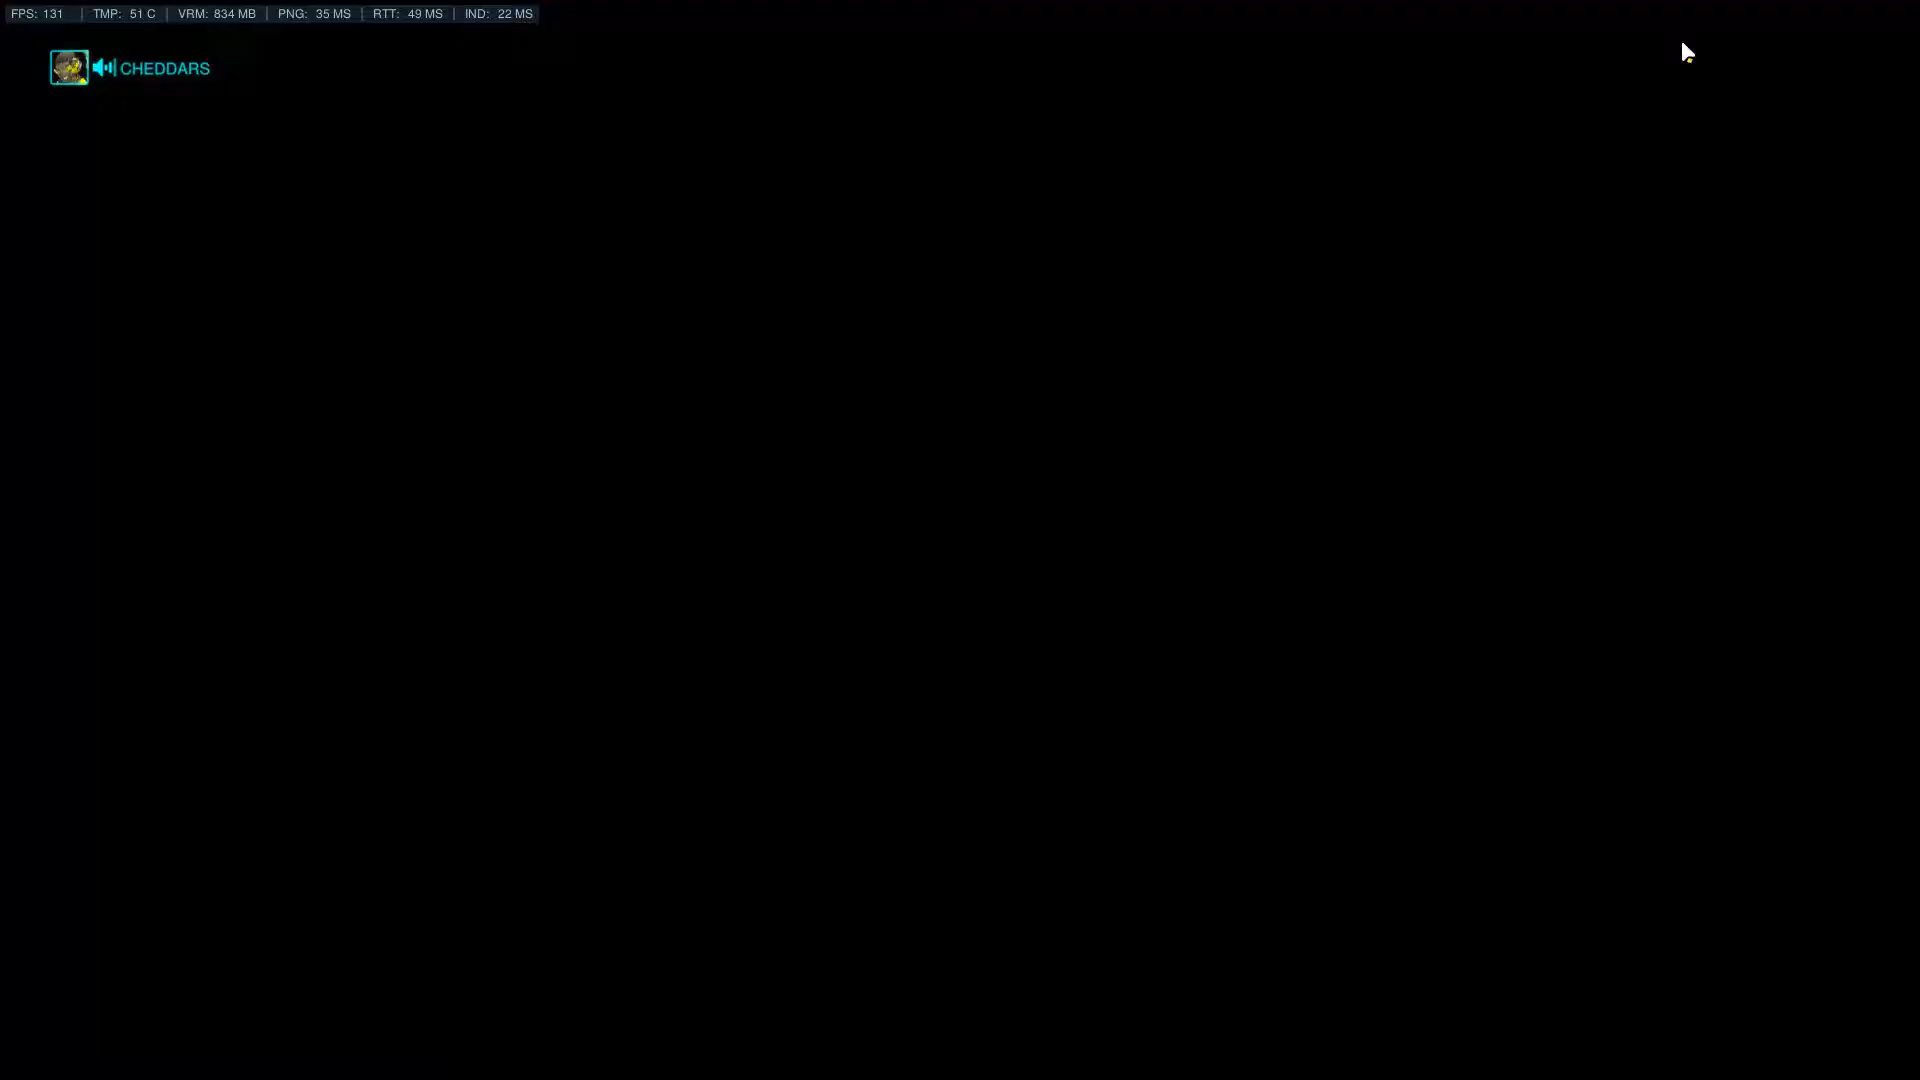 FPS: 131 | TMP: 51 C | VRM: 834 MB | PNG: 35 MS | RTT: 49 MS | IND: 22 MS
CHEDDARS